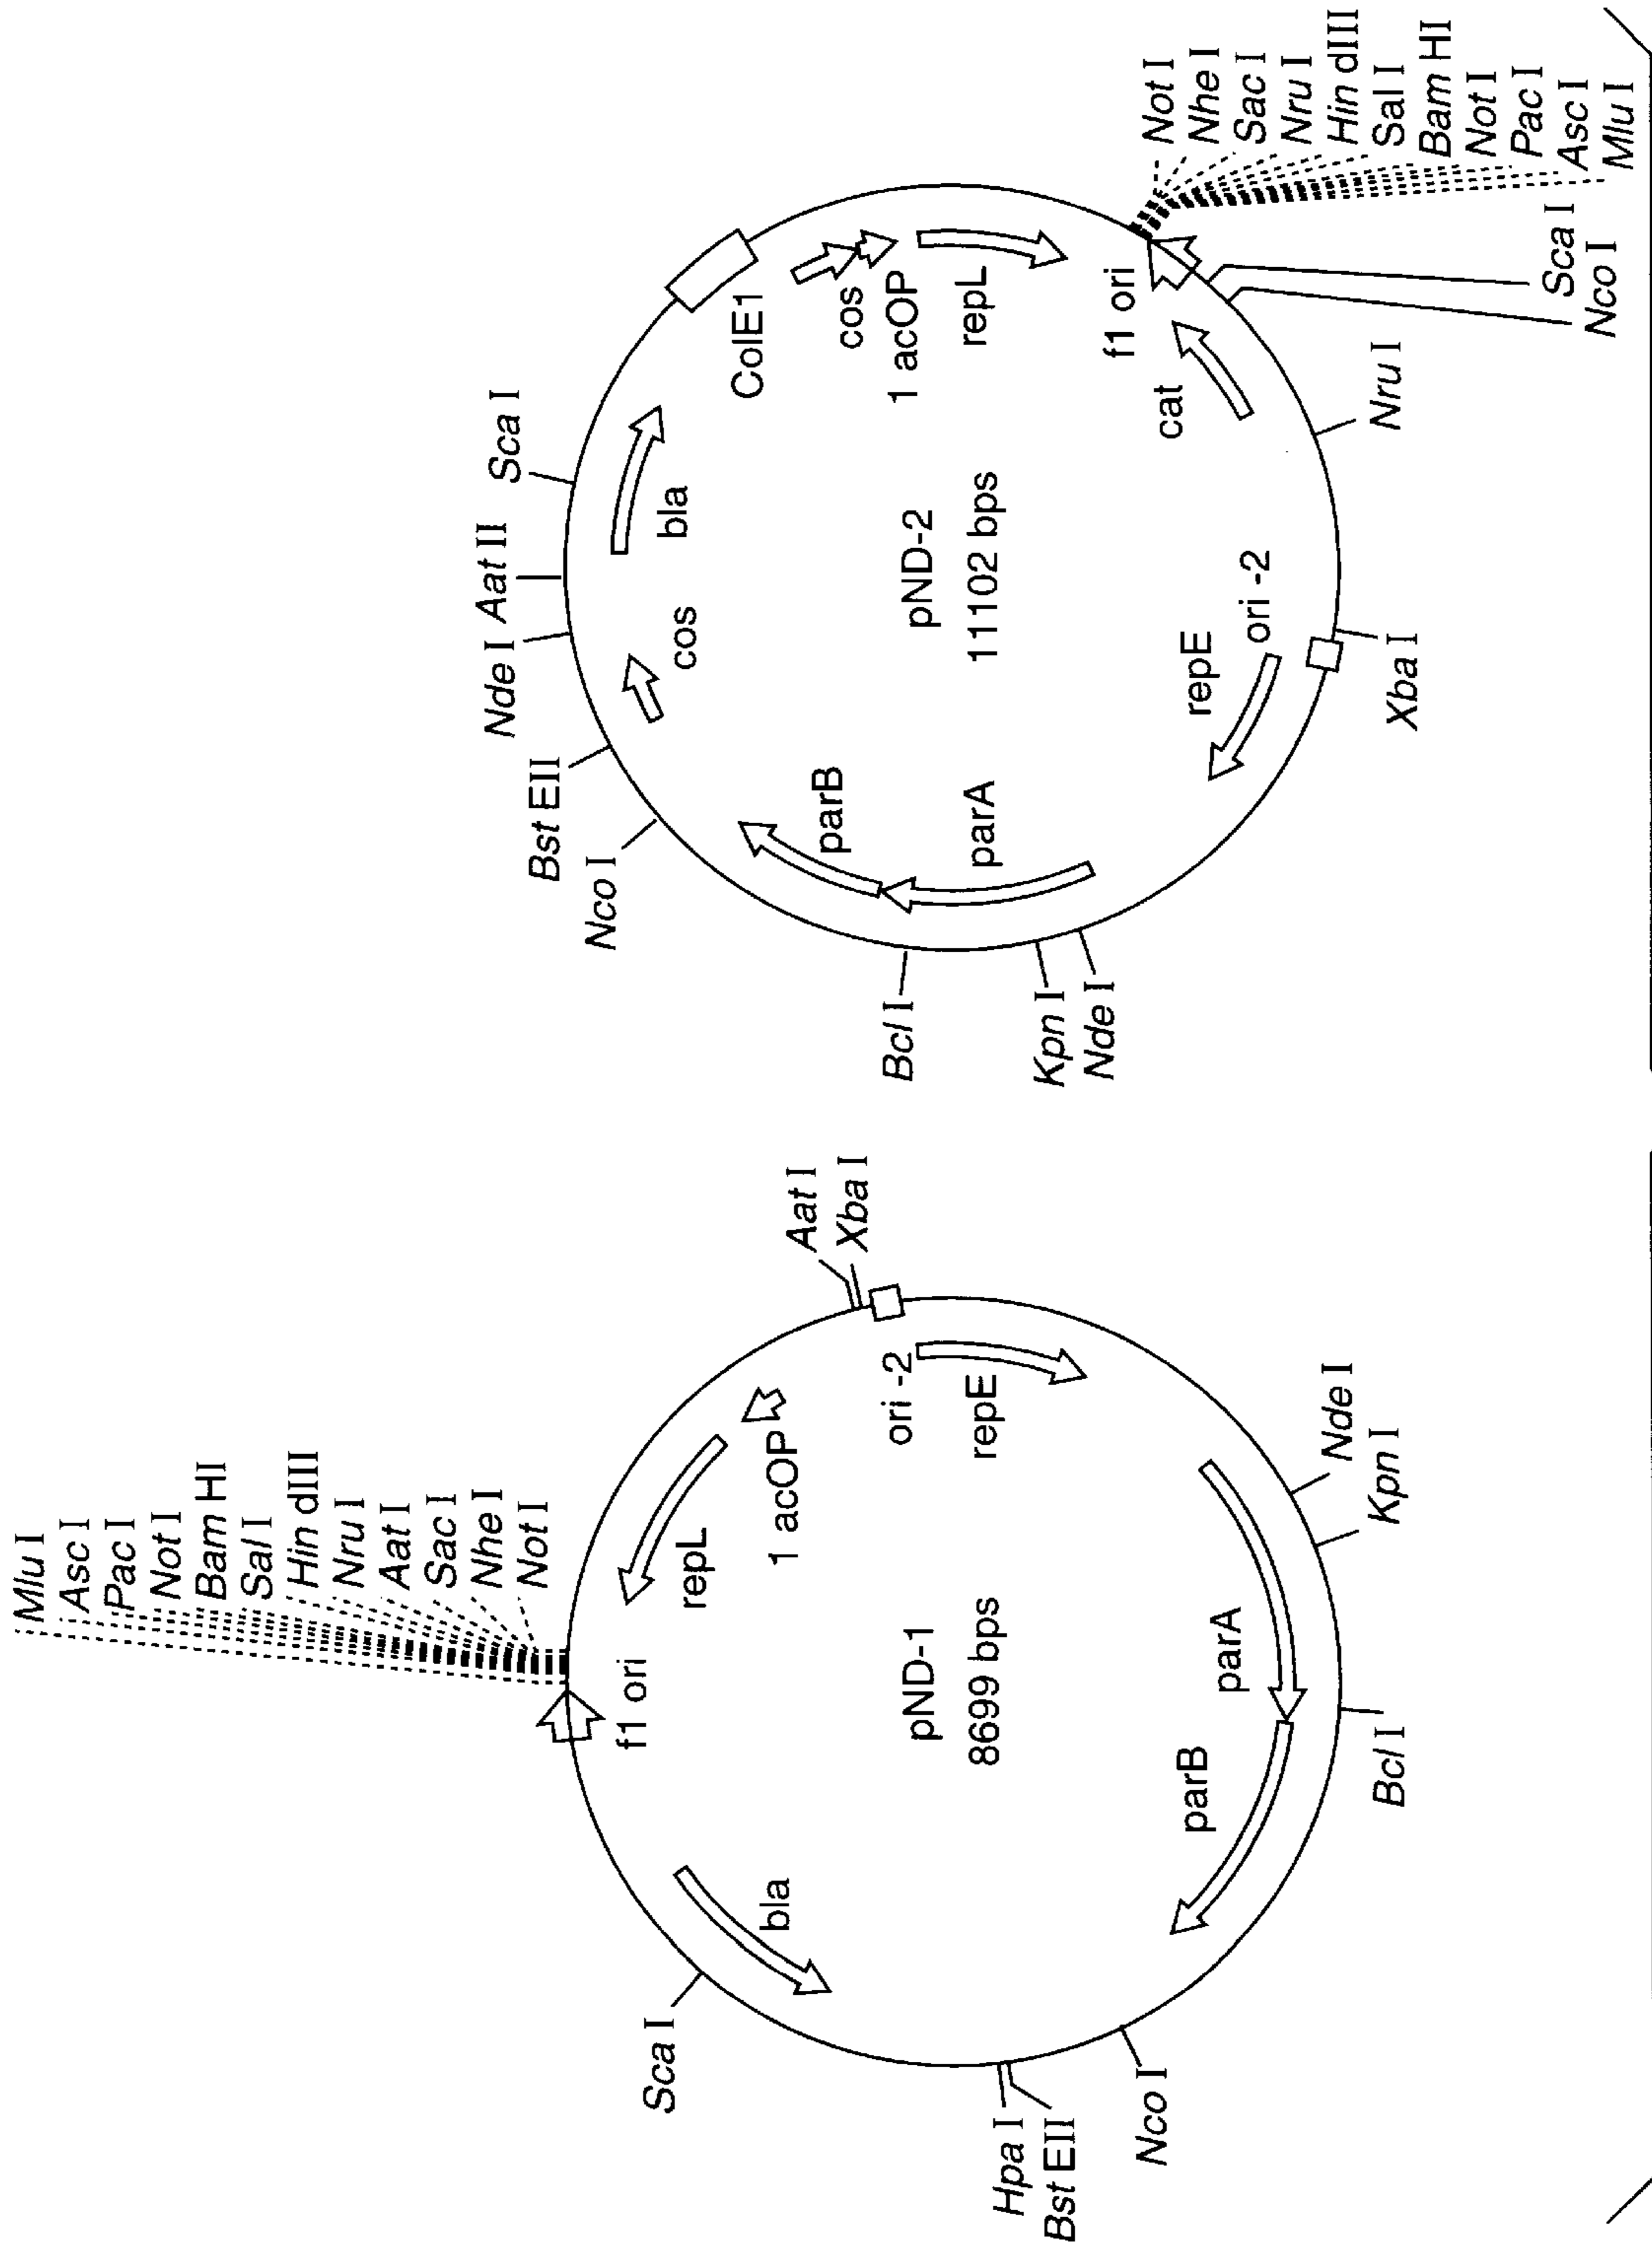 Mlu I
Asc I
Pac I
Not I
Bam HI
Sal I
Hin dIII
Nru I
Aat I
Sac I
Nhe I
Not I
f1 ori
repL
1 acOP
Aat I
Xba I
ori -2
repE
Nde I
Kpn I
parA
Bcl I
parB
Nco I
Bst EII
Hpa I
Sca I
bla
pND-1
8699 bps
Nde I
Aat II
Sca I
bla
cos
Bst EII
Nco I
ColE1
cos
1 acOP
repL
f1 ori
Not I
Nhe I
Sac I
Nru I
Hin dIII
Sal I
Bam HI
Not I
Pac I
Asc I
Mlu I
Sca I
Nco I
cat
Nru I
Xba I
ori -2
repE
parB
parA
Bcl I
Kpn I
Nde I
pND-2
11102 bps